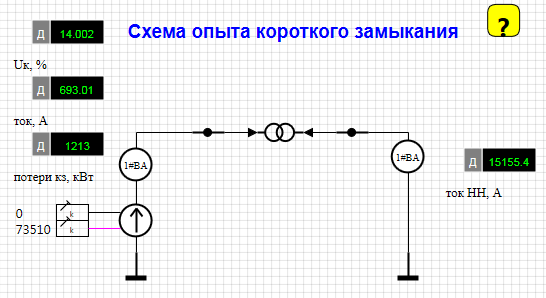 Схема опыта короткого замыкания
?
Д 14.002
Uк, %
Д 693.01
ток, А
Д 1213
потери кз, кВт
1#ВА
1#ВА
Д 15155.4
ток НН, А
0
k
73510
k